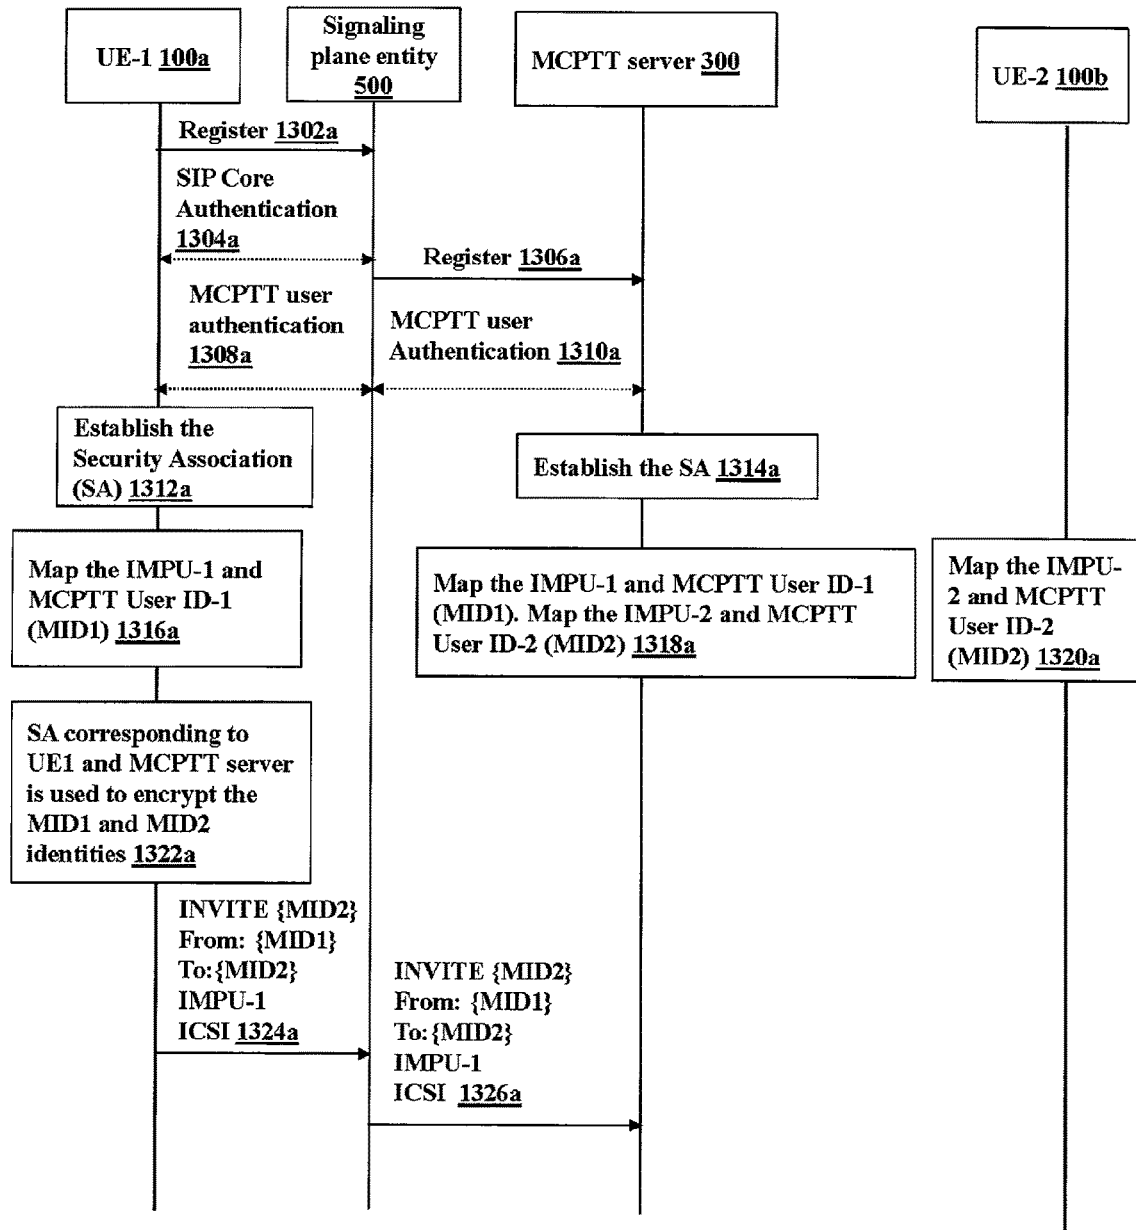 UE-1 100a
Signaling
plane entity
500
MCPTT server 300
UE-2 100b
Register 1302a
SIP Core
Authentication
1304a
Register 1306a
MCPTT user
authentication
1308a
MCPTT user
Authentication 1310a
Establish the
Security Association
(SA) 1312a
Establish the SA 1314a
Map the IMPU-1 and
MCPTT User ID-1
(MID1) 1316a
Map the IMPU-1 and MCPTT User ID-1
(MID1). Map the IMPU-2 and MCPTT
User ID-2 (MID2) 1318a
Map the IMPU-
2 and MCPTT
User ID-2
(MID2) 1320a
SA corresponding to
UE1 and MCPTT server
is used to encrypt the
MID1 and MID2
identities 1322a
INVITE {MID2}
From: {MID1}
To:{MID2}
IMPU-1
ICSI 1324a
INVITE {MID2}
From: {MID1}
To:{MID2}
IMPU-1
ICSI 1326a